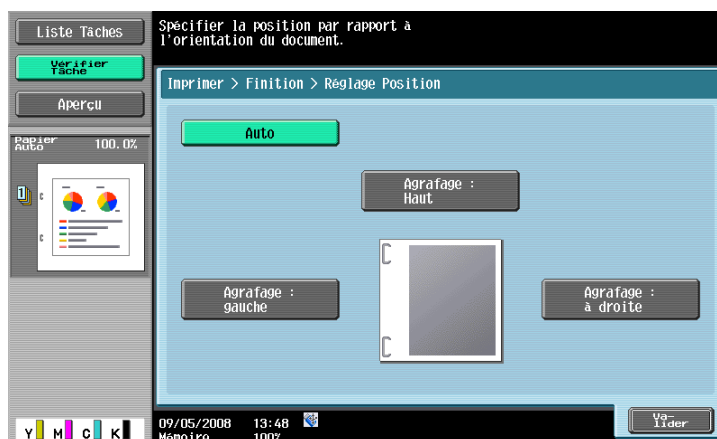 Liste Tâches
Vérifier
Tâche
Aperçu
Papier
Auto
100.0%
1
Y M C K
Spécifier la position par rapport à
l'orientation du document.
Imprimer > Finition > Réglage Position
Auto
Agrafage :
Haut
Agrafage :
gauche
Agrafage :
à droite
09/05/2008 13:48
Mémoire 100%
Va-
lider